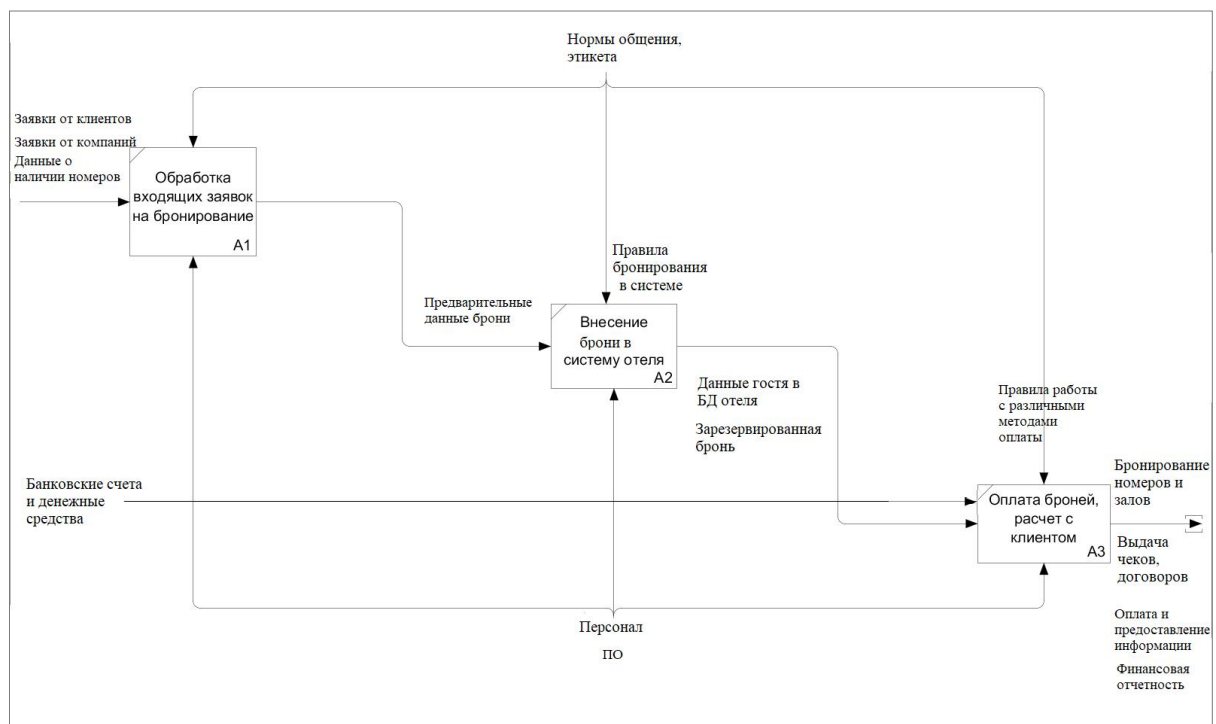 Нормы общения,
этикета
Заявки от клиентов
Заявки от компаний
Данные о
наличии номеров
Обработка
входящих заявок
на бронирование
A1
Правила
бронирования
в системе
Предварительные
данные брони
Внесение
брони в
систему отеля
A2
Данные гостя в
БД отеля
Зарезервированная
бронь
Правила работы
с различными
методами
оплаты
Банковские счета
и денежные
средства
Оплата броней,
расчет с
клиентом
A3
Бронирование
номеров и
залов
Выдача
чеков,
договоров
Оплата и
предоставление
информации
Финансовая
отчетность
Персонал
ПО